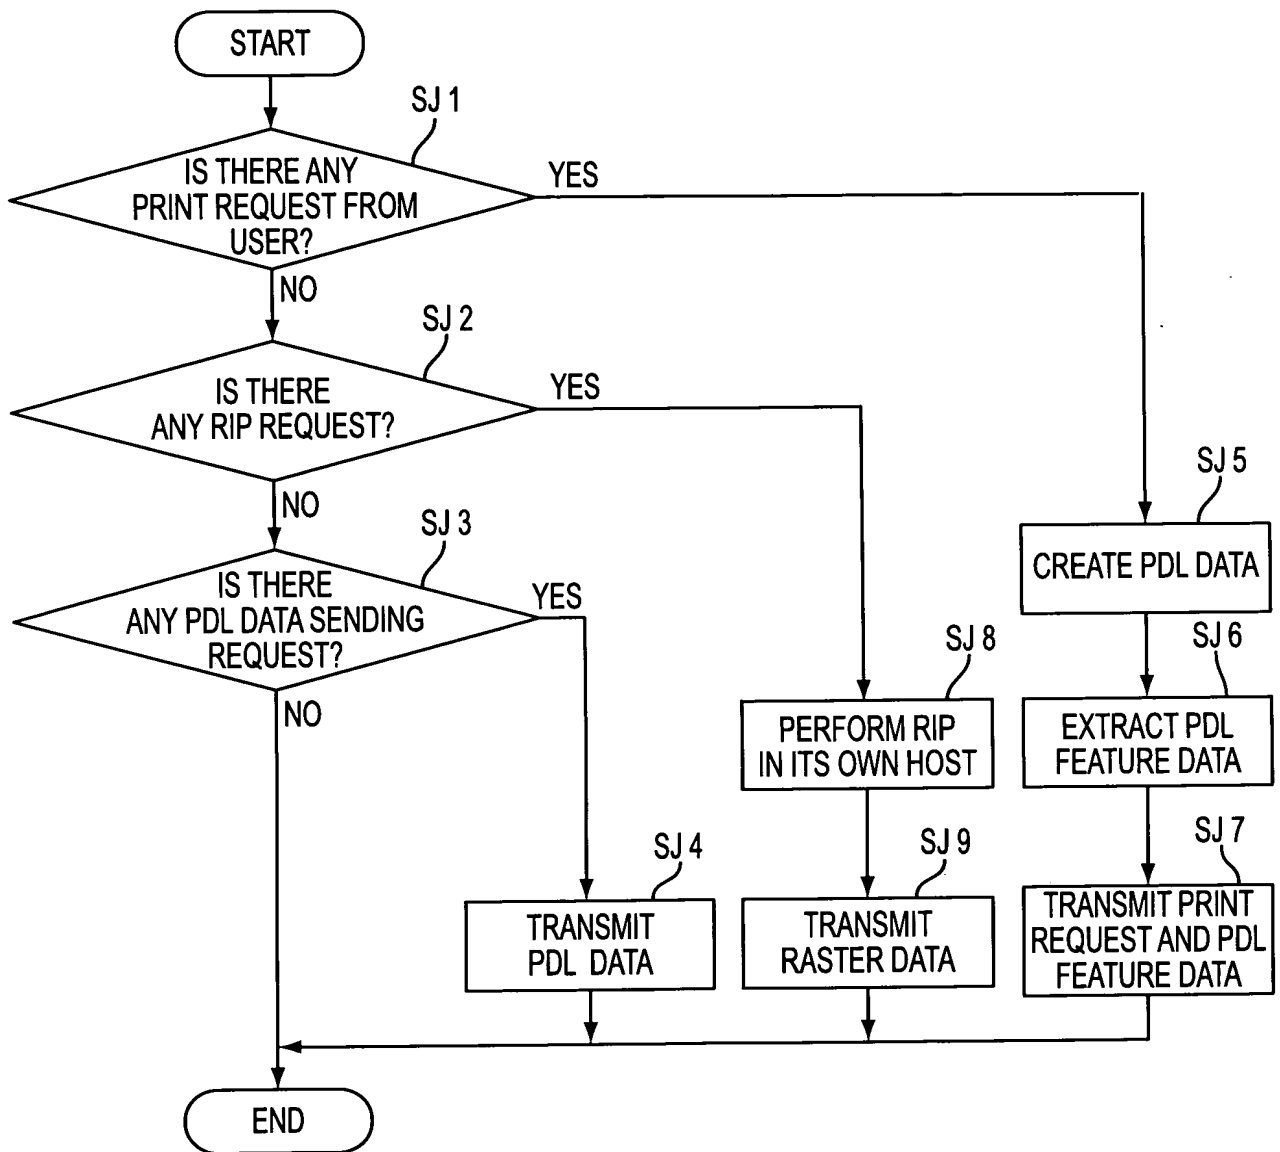 START
SJ 1
IS THERE ANY
PRINT REQUEST FROM
USER?
YES
NO
SJ 2
IS THERE
ANY RIP REQUEST?
YES
NO
SJ 3
IS THERE
ANY PDL DATA SENDING
REQUEST?
YES
NO
SJ 4
TRANSMIT
PDL DATA
SJ 8
PERFORM RIP
IN ITS OWN HOST
SJ 9
TRANSMIT
RASTER DATA
SJ 5
CREATE PDL DATA
SJ 6
EXTRACT PDL
FEATURE DATA
SJ 7
TRANSMIT PRINT
REQUEST AND PDL
FEATURE DATA
END